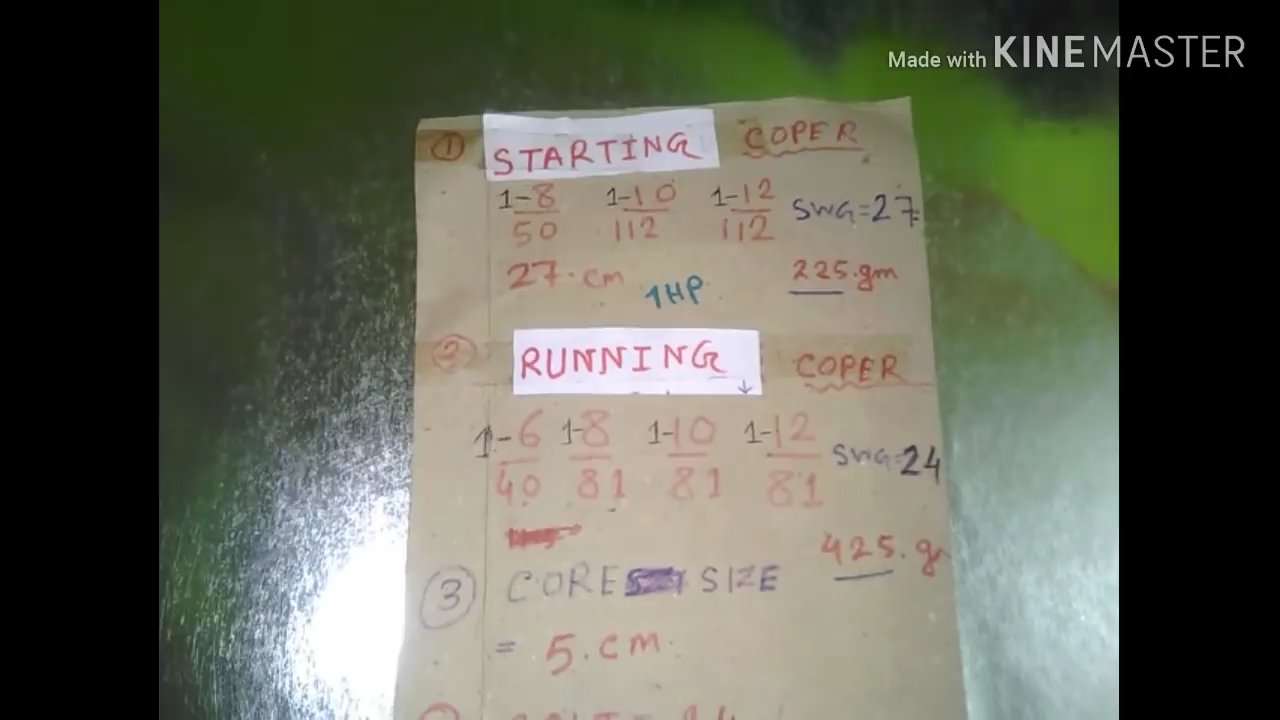 Made with KINEMASTER
① STARTING COPER
1-8 1-10 1-12 SWG=27
50 112 112
27.cm 1HP 225.gm
② RUNNING COPER
1-6 1-8 1-10 1-12 SWG=24
40 81 81 81
425.g
③ CORE SIZE
= 5.cm.